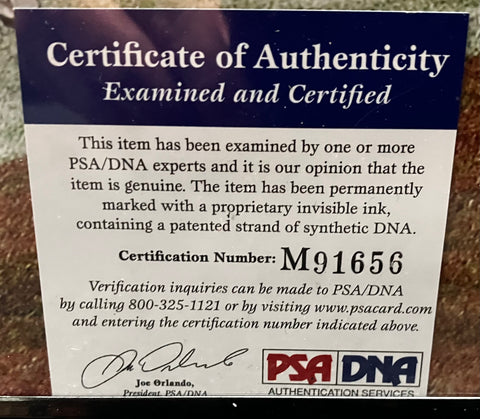 Certificate of Authenticity
Examined and Certified
This item has been examined by one or more
PSA/DNA experts and it is our opinion that the
item is genuine. The item has been permanently
marked with a proprietary invisible ink,
containing a patented strand of synthetic DNA.
Certification Number: M91656
Verification inquiries can be made to PSA/DNA
by calling 800-325-1121 or by visiting www.psacard.com
and entering the certification number indicated above.
Joe Orlando,
President, PSA/DNA
PSA DNA
AUTHENTICATION SERVICES